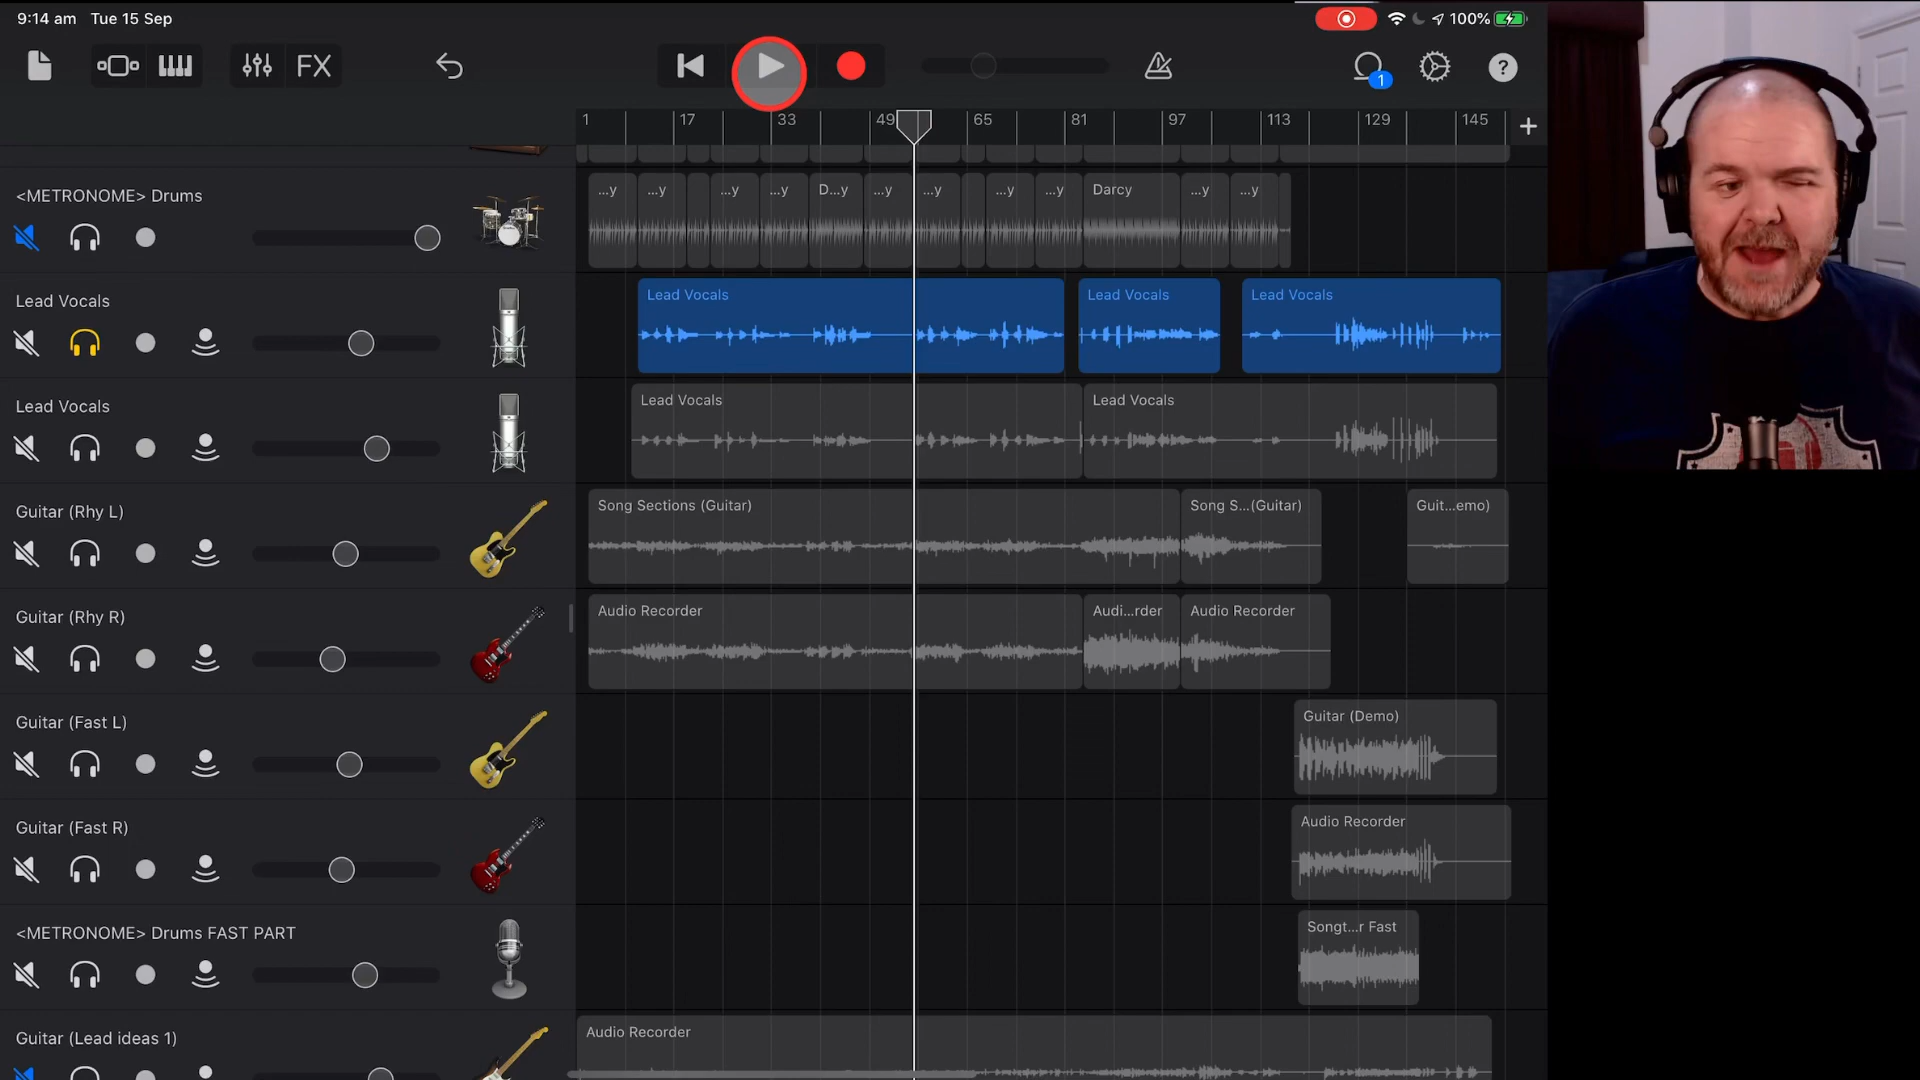 9:14 am Tue 15 Sep
100%
FX
1
?
1 17 33 49 65 81 97 113 129 145
+
<METRONOME> Drums
...y ...y ...y ...y D...y ...y ...y ...y ...y Darcy ...y ...y
Lead Vocals
Lead Vocals Lead Vocals Lead Vocals
Lead Vocals
Lead Vocals Lead Vocals
Guitar (Rhy L)
Song Sections (Guitar) Song S...(Guitar) Guit...emo)
Guitar (Rhy R)
Audio Recorder Audi...rder Audio Recorder
Guitar (Fast L)
Guitar (Demo)
Guitar (Fast R)
Audio Recorder
<METRONOME> Drums FAST PART
Songt...r Fast
Guitar (Lead ideas 1)
Audio Recorder